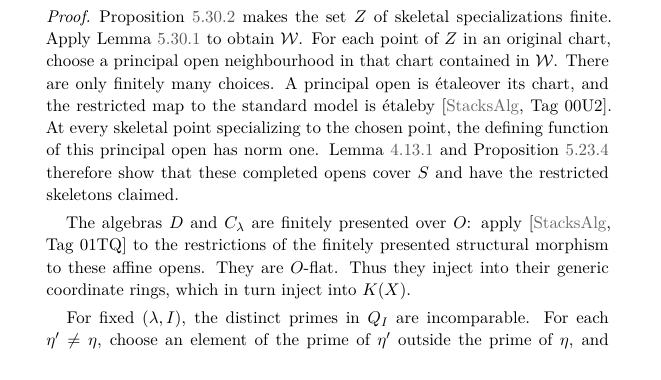 Proof. Proposition 5.30.2 makes the set Z of skeletal specializations finite.
Apply Lemma 5.30.1 to obtain 𝒲. For each point of Z in an original chart,
choose a principal open neighbourhood in that chart contained in 𝒲. There
are only finitely many choices. A principal open is étaleover its chart, and
the restricted map to the standard model is étaleby [StacksAlg, Tag 00U2].
At every skeletal point specializing to the chosen point, the defining function
of this principal open has norm one. Lemma 4.13.1 and Proposition 5.23.4
therefore show that these completed opens cover S and have the restricted
skeletons claimed.
The algebras D and C_λ are finitely presented over O: apply [StacksAlg,
Tag 01TQ] to the restrictions of the finitely presented structural morphism
to these affine opens. They are O-flat. Thus they inject into their generic
coordinate rings, which in turn inject into K(X).
For fixed (λ, I), the distinct primes in Q_I are incomparable. For each
η′ ≠ η, choose an element of the prime of η′ outside the prime of η, and